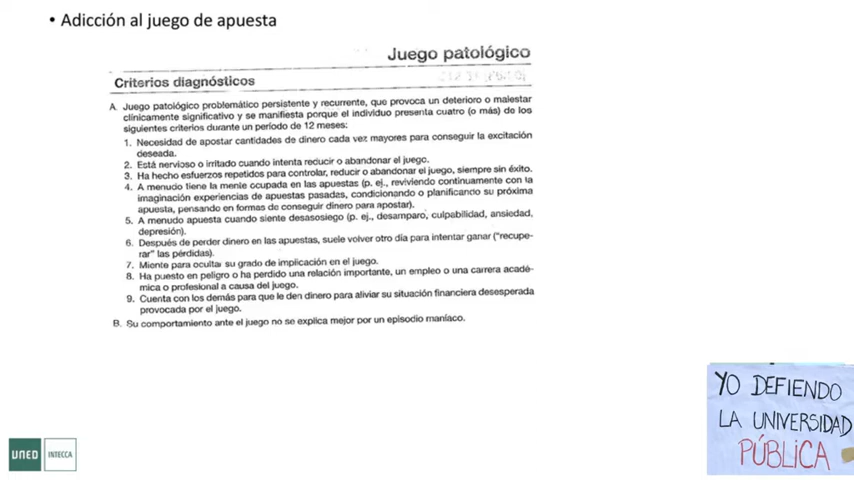 • Adicción al juego de apuesta
Juego patológico
Criterios diagnósticos
A. Juego patológico problemático persistente y recurrente, que provoca un deterioro o malestar
clínicamente significativo y se manifiesta porque el individuo presenta cuatro (o más) de los
siguientes criterios durante un período de 12 meses:
1. Necesidad de apostar cantidades de dinero cada vez mayores para conseguir la excitación
deseada.
2. Está nervioso o irritado cuando intenta reducir o abandonar el juego.
3. Ha hecho esfuerzos repetidos para controlar, reducir o abandonar el juego, siempre sin éxito.
4. A menudo tiene la mente ocupada en las apuestas (p. ej., reviviendo continuamente con la
imaginación experiencias de apuestas pasadas, condicionando o planificando su próxima
apuesta, pensando en formas de conseguir dinero para apostar).
5. A menudo apuesta cuando siente desasosiego (p. ej., desamparo, culpabilidad, ansiedad,
depresión).
6. Después de perder dinero en las apuestas, suele volver otro día para intentar ganar ("recupe-
rar" las pérdidas).
7. Miente para ocultar su grado de implicación en el juego.
8. Ha puesto en peligro o ha perdido una relación importante, un empleo o una carrera acadé-
mica o profesional a causa del juego.
9. Cuenta con los demás para que le den dinero para aliviar su situación financiera desesperada
provocada por el juego.
B. Su comportamiento ante el juego no se explica mejor por un episodio maníaco.
YO DEFIENDO
LA UNIVERSIDAD
PÚBLICA
UNED INTECCA